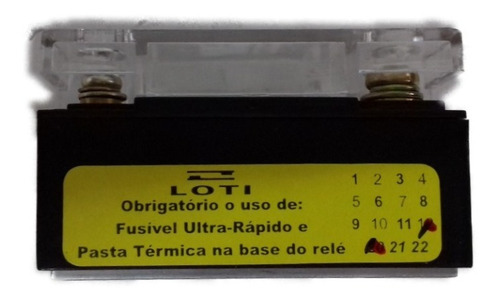 LOTI
Obrigatório o uso de:
Fusível Ultra-Rápido e
Pasta Térmica na base do relé
1 2 3 4
5 6 7 8
9 10 11
21 22